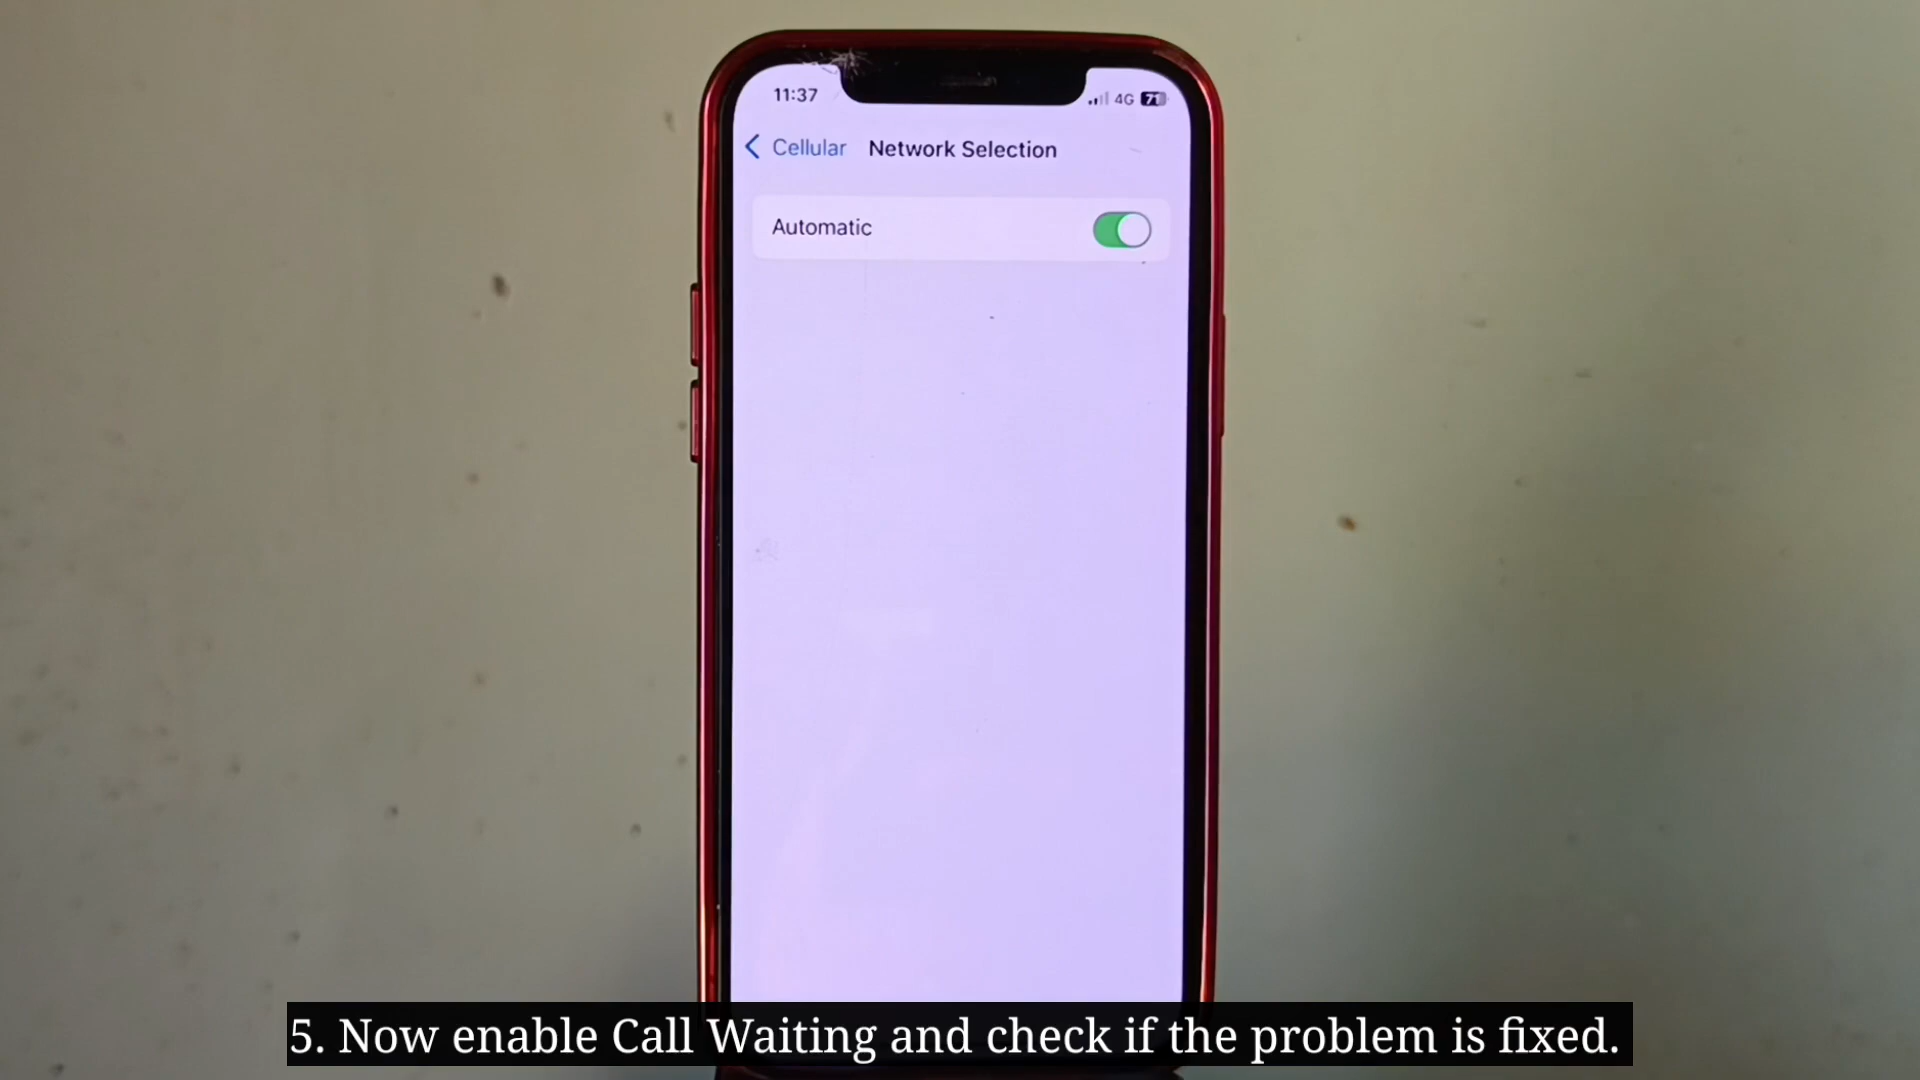 11:37
4G 71
Cellular Network Selection
Automatic
5. Now enable Call Waiting and check if the problem is fixed.